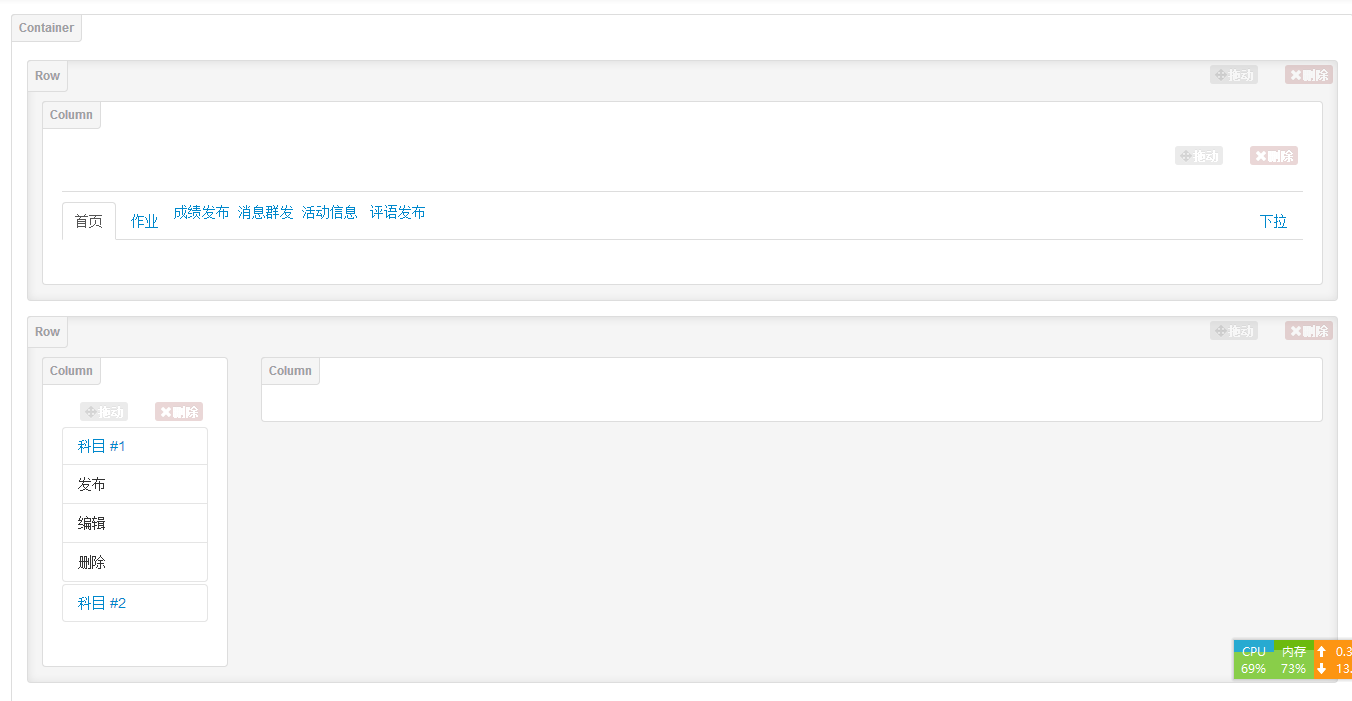 Container
Row 拖动 删除
Column
拖动 删除
首页 作业 成绩发布 消息群发 活动信息 评语发布 下拉
Row 拖动 删除
Column Column
拖动 删除
科目 #1
发布
编辑
删除
科目 #2
CPU 内存 0.3
69% 73% 13.